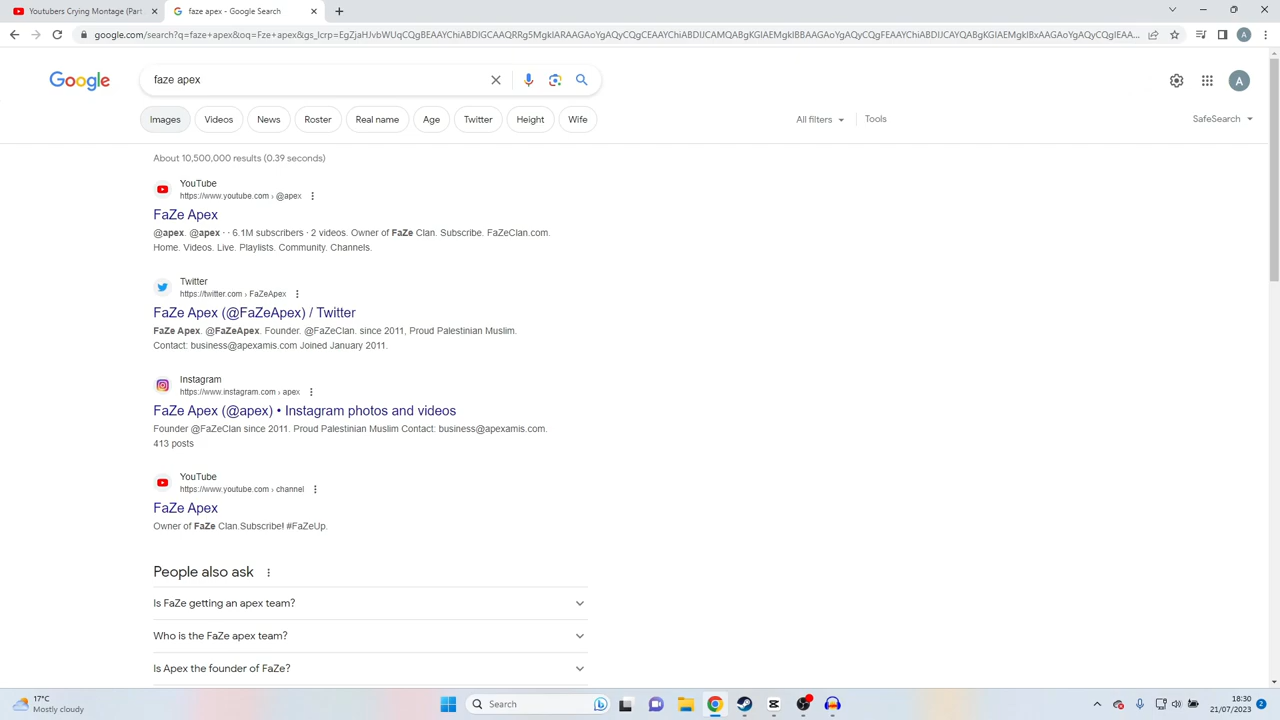 Youtubers Crying Montage (Part
faze apex - Google Search
google.com/search?q=faze+apex&oq=Fze+apex&gs_lcrp=
Google
faze apex
Images
Videos
News
Roster
Real name
Age
Twitter
Height
Wife
All filters
Tools
SafeSearch
A
A
About 10,500,000 results (0.39 seconds)
YouTube
https://www.youtube.com › @apex
FaZe Apex
@apex. @apex · · 6.1M subscribers · 2 videos. Owner of FaZe Clan. Subscribe. FaZeClan.com.
Home. Videos. Live. Playlists. Community. Channels.
Twitter
https://twitter.com › FaZeApex
FaZe Apex (@FaZeApex) / Twitter
FaZe Apex. @FaZeApex. Founder. @FaZeClan. since 2011, Proud Palestinian Muslim.
Contact: business@apexamis.com Joined January 2011.
Instagram
https://www.instagram.com › apex
FaZe Apex (@apex) • Instagram photos and videos
Founder @FaZeClan since 2011. Proud Palestinian Muslim Contact: business@apexamis.com.
413 posts
YouTube
https://www.youtube.com › channel
FaZe Apex
Owner of FaZe Clan.Subscribe! #FaZeUp.
People also ask
Is FaZe getting an apex team?
Who is the FaZe apex team?
Is Apex the founder of FaZe?
17°C
Mostly cloudy
Search
18:30
21/07/2023
2